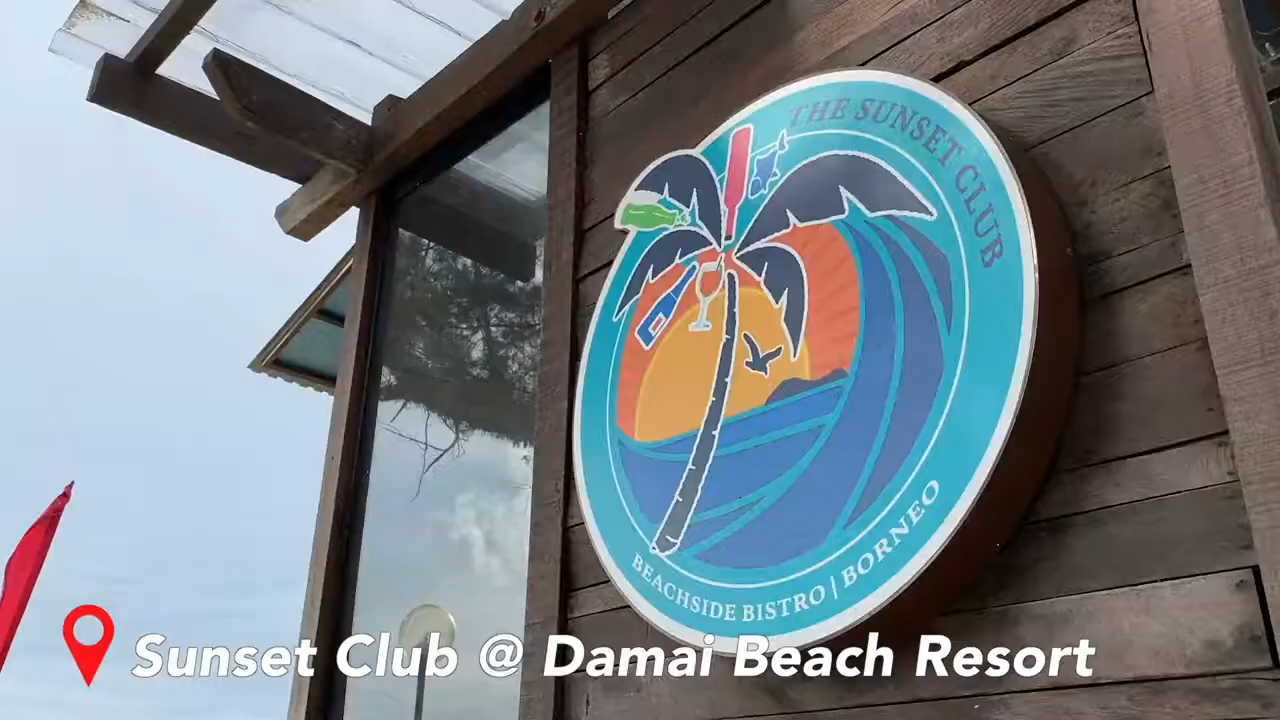 THE SUNSET CLUB
BEACHSIDE BISTRO | BORNEO
Sunset Club @ Damai Beach Resort